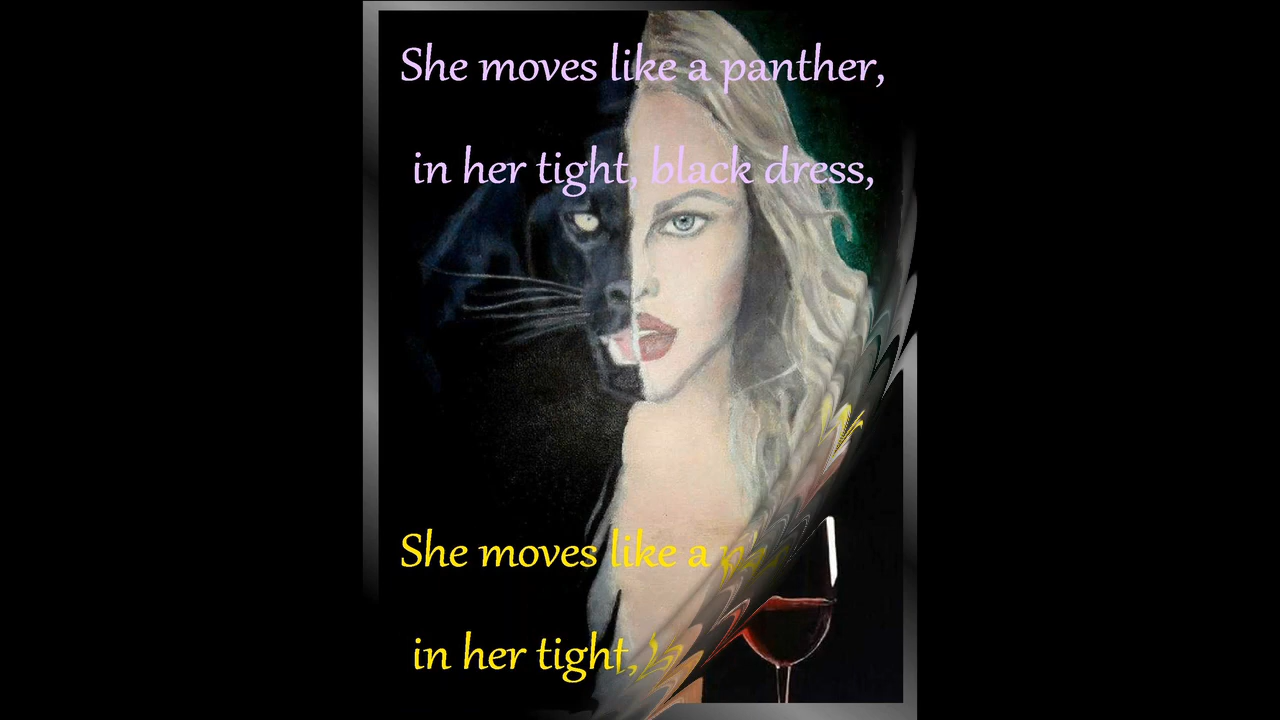 She moves like a panther,
in her tight, black dress,
She moves like a
in her tight,